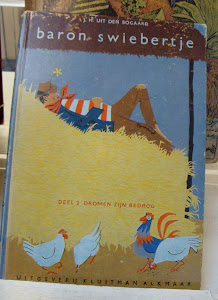 J. H. UIT DEN BOGAARD
baron swiebertje
DEEL 2: DROMEN ZIJN BEDROG
UITGEVERIJ KLUITMAN ALKMAAR